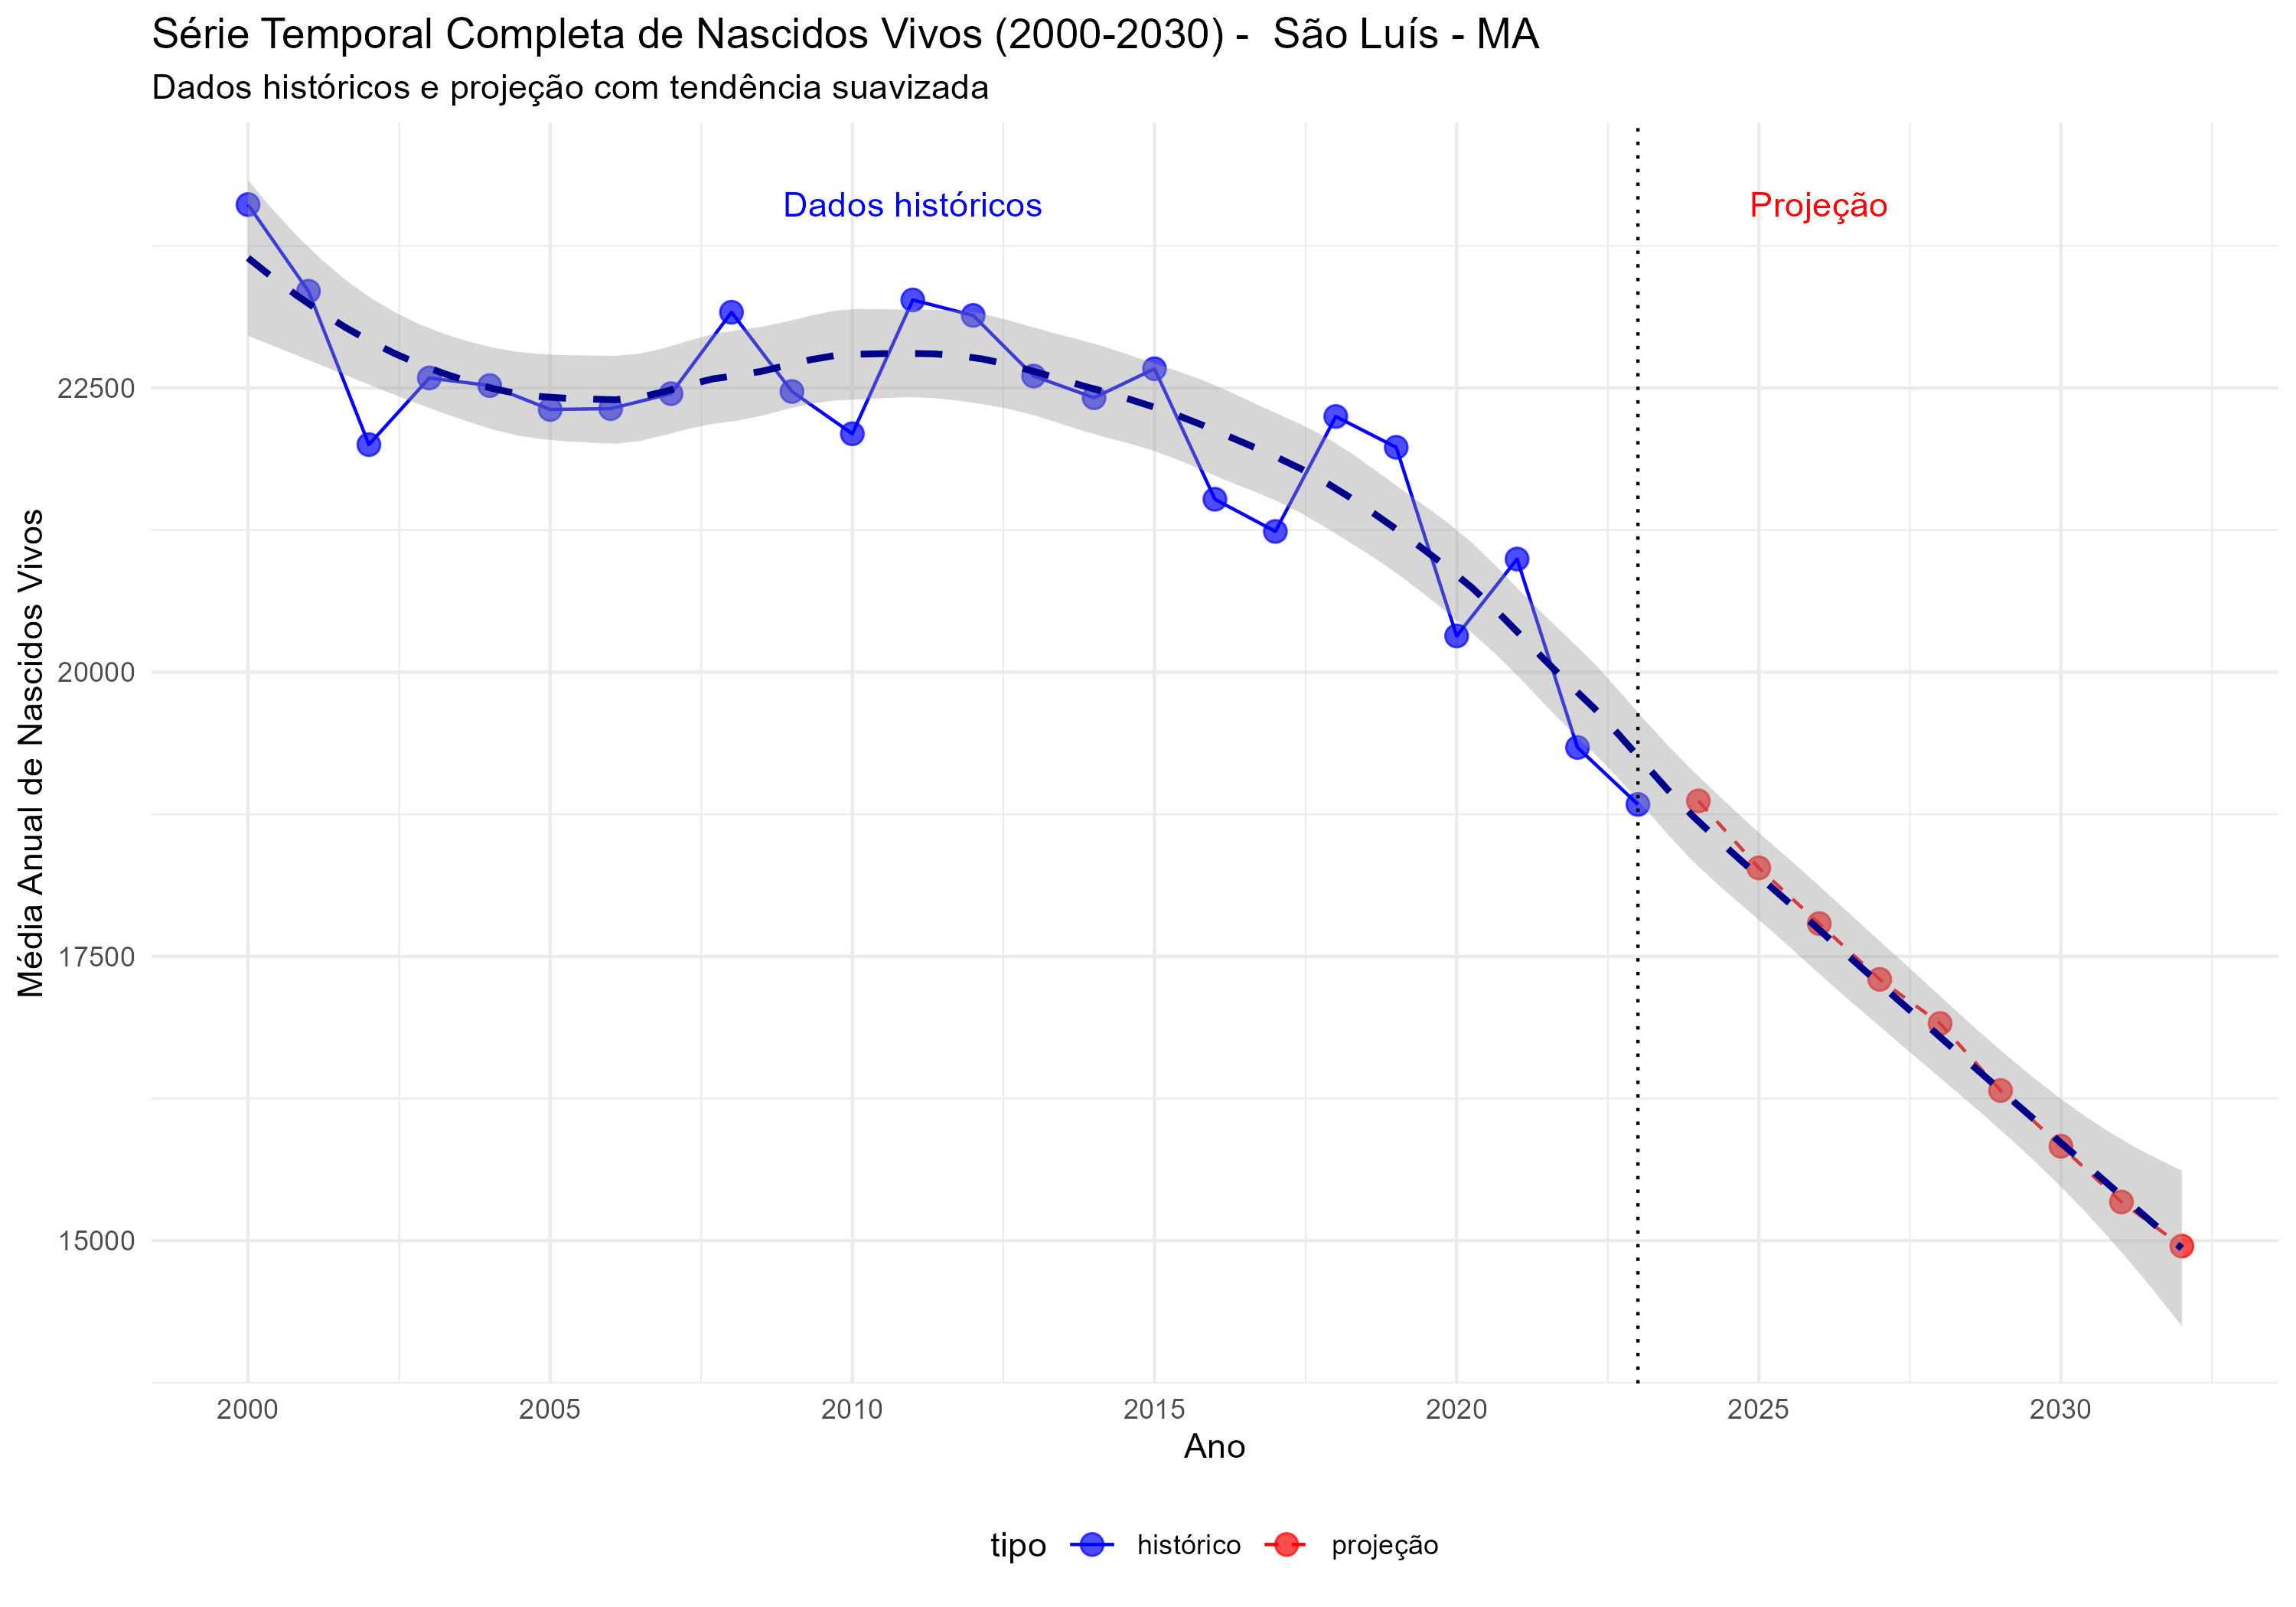 Série Temporal Completa de Nascidos Vivos (2000-2030) -  São Luís - MA
Dados históricos e projeção com tendência suavizada
Dados históricos
Projeção
Média Anual de Nascidos Vivos
22500
20000
17500
15000
2000
2005
2010
2015
2020
2025
2030
Ano
tipo
histórico
projeção